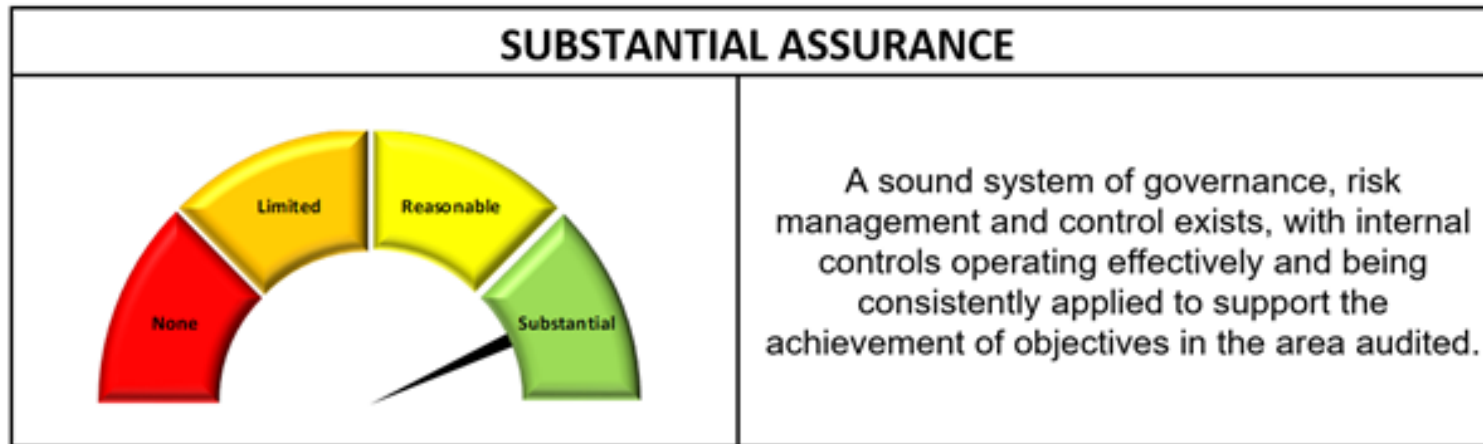 SUBSTANTIAL ASSURANCE
Limited
Reasonable
None
Substantial
A sound system of governance, risk
management and control exists, with internal
controls operating effectively and being
consistently applied to support the
achievement of objectives in the area audited.